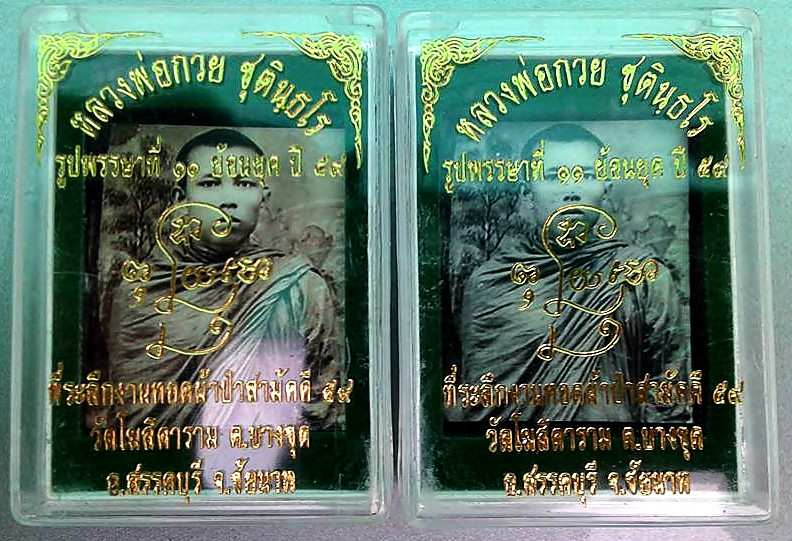 หลวงพ่อกวย ชุตินฺธโร
รูปพรรษาที่ ๑๑ ย้อนยุค ปี ๕๙
ที่ระลึกงานทอดผ้าป่าสามัคคี ๕๙
วัดโฆสิตาราม ต.บางขุด
อ.สรรคบุรี จ.ชัยนาท
หลวงพ่อกวย ชุตินฺธโร
รูปพรรษาที่ ๑๑ ย้อนยุค ปี ๕๙
ที่ระลึกงานทอดผ้าป่าสามัคคี ๕๙
วัดโฆสิตาราม ต.บางขุด
อ.สรรคบุรี จ.ชัยนาท